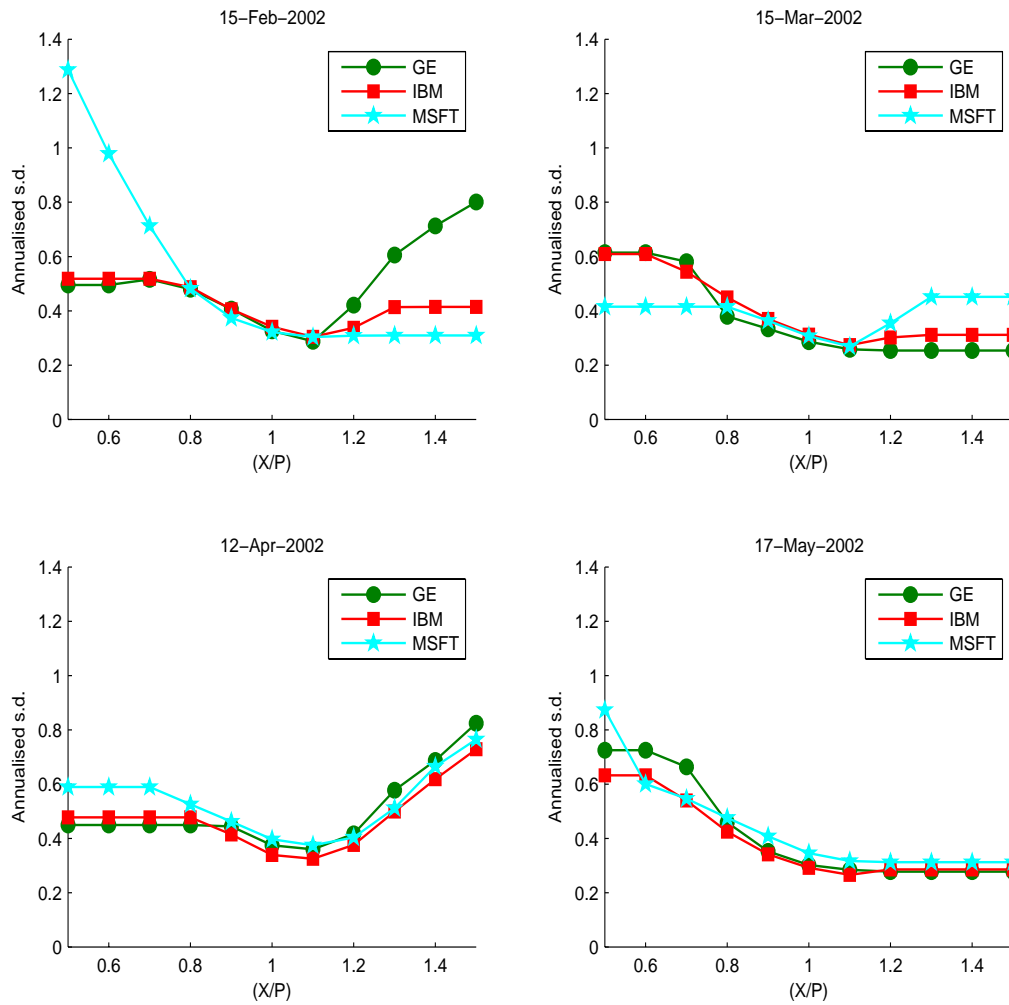 15−Feb−2002
1.4
1.2
1
0.8
0.6
0.4
0.2
0
Annualised s.d.
GE
IBM
MSFT
0.6 0.8 1 1.2 1.4
(X/P)
15−Mar−2002
1.4
1.2
1
0.8
0.6
0.4
0.2
0
Annualised s.d.
GE
IBM
MSFT
0.6 0.8 1 1.2 1.4
(X/P)
12−Apr−2002
1.4
1.2
1
0.8
0.6
0.4
0.2
0
Annualised s.d.
GE
IBM
MSFT
0.6 0.8 1 1.2 1.4
(X/P)
17−May−2002
1.4
1.2
1
0.8
0.6
0.4
0.2
0
Annualised s.d.
GE
IBM
MSFT
0.6 0.8 1 1.2 1.4
(X/P)